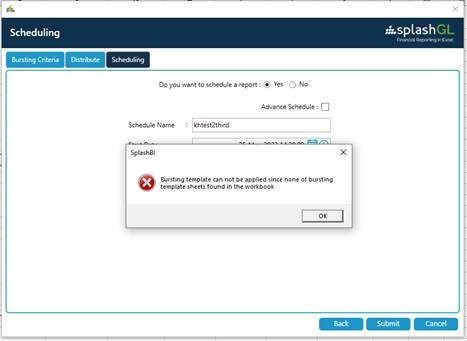 Scheduling
splashGL
Financial Reporting in Excel
Bursting Criteria Distribute Scheduling
Do you want to schedule a report : Yes No
Advance Schedule :
Schedule Name : khtest2third
SplashBI
Bursting template can not be applied since none of bursting
template sheets found in the workbook
OK
Back Submit Cancel